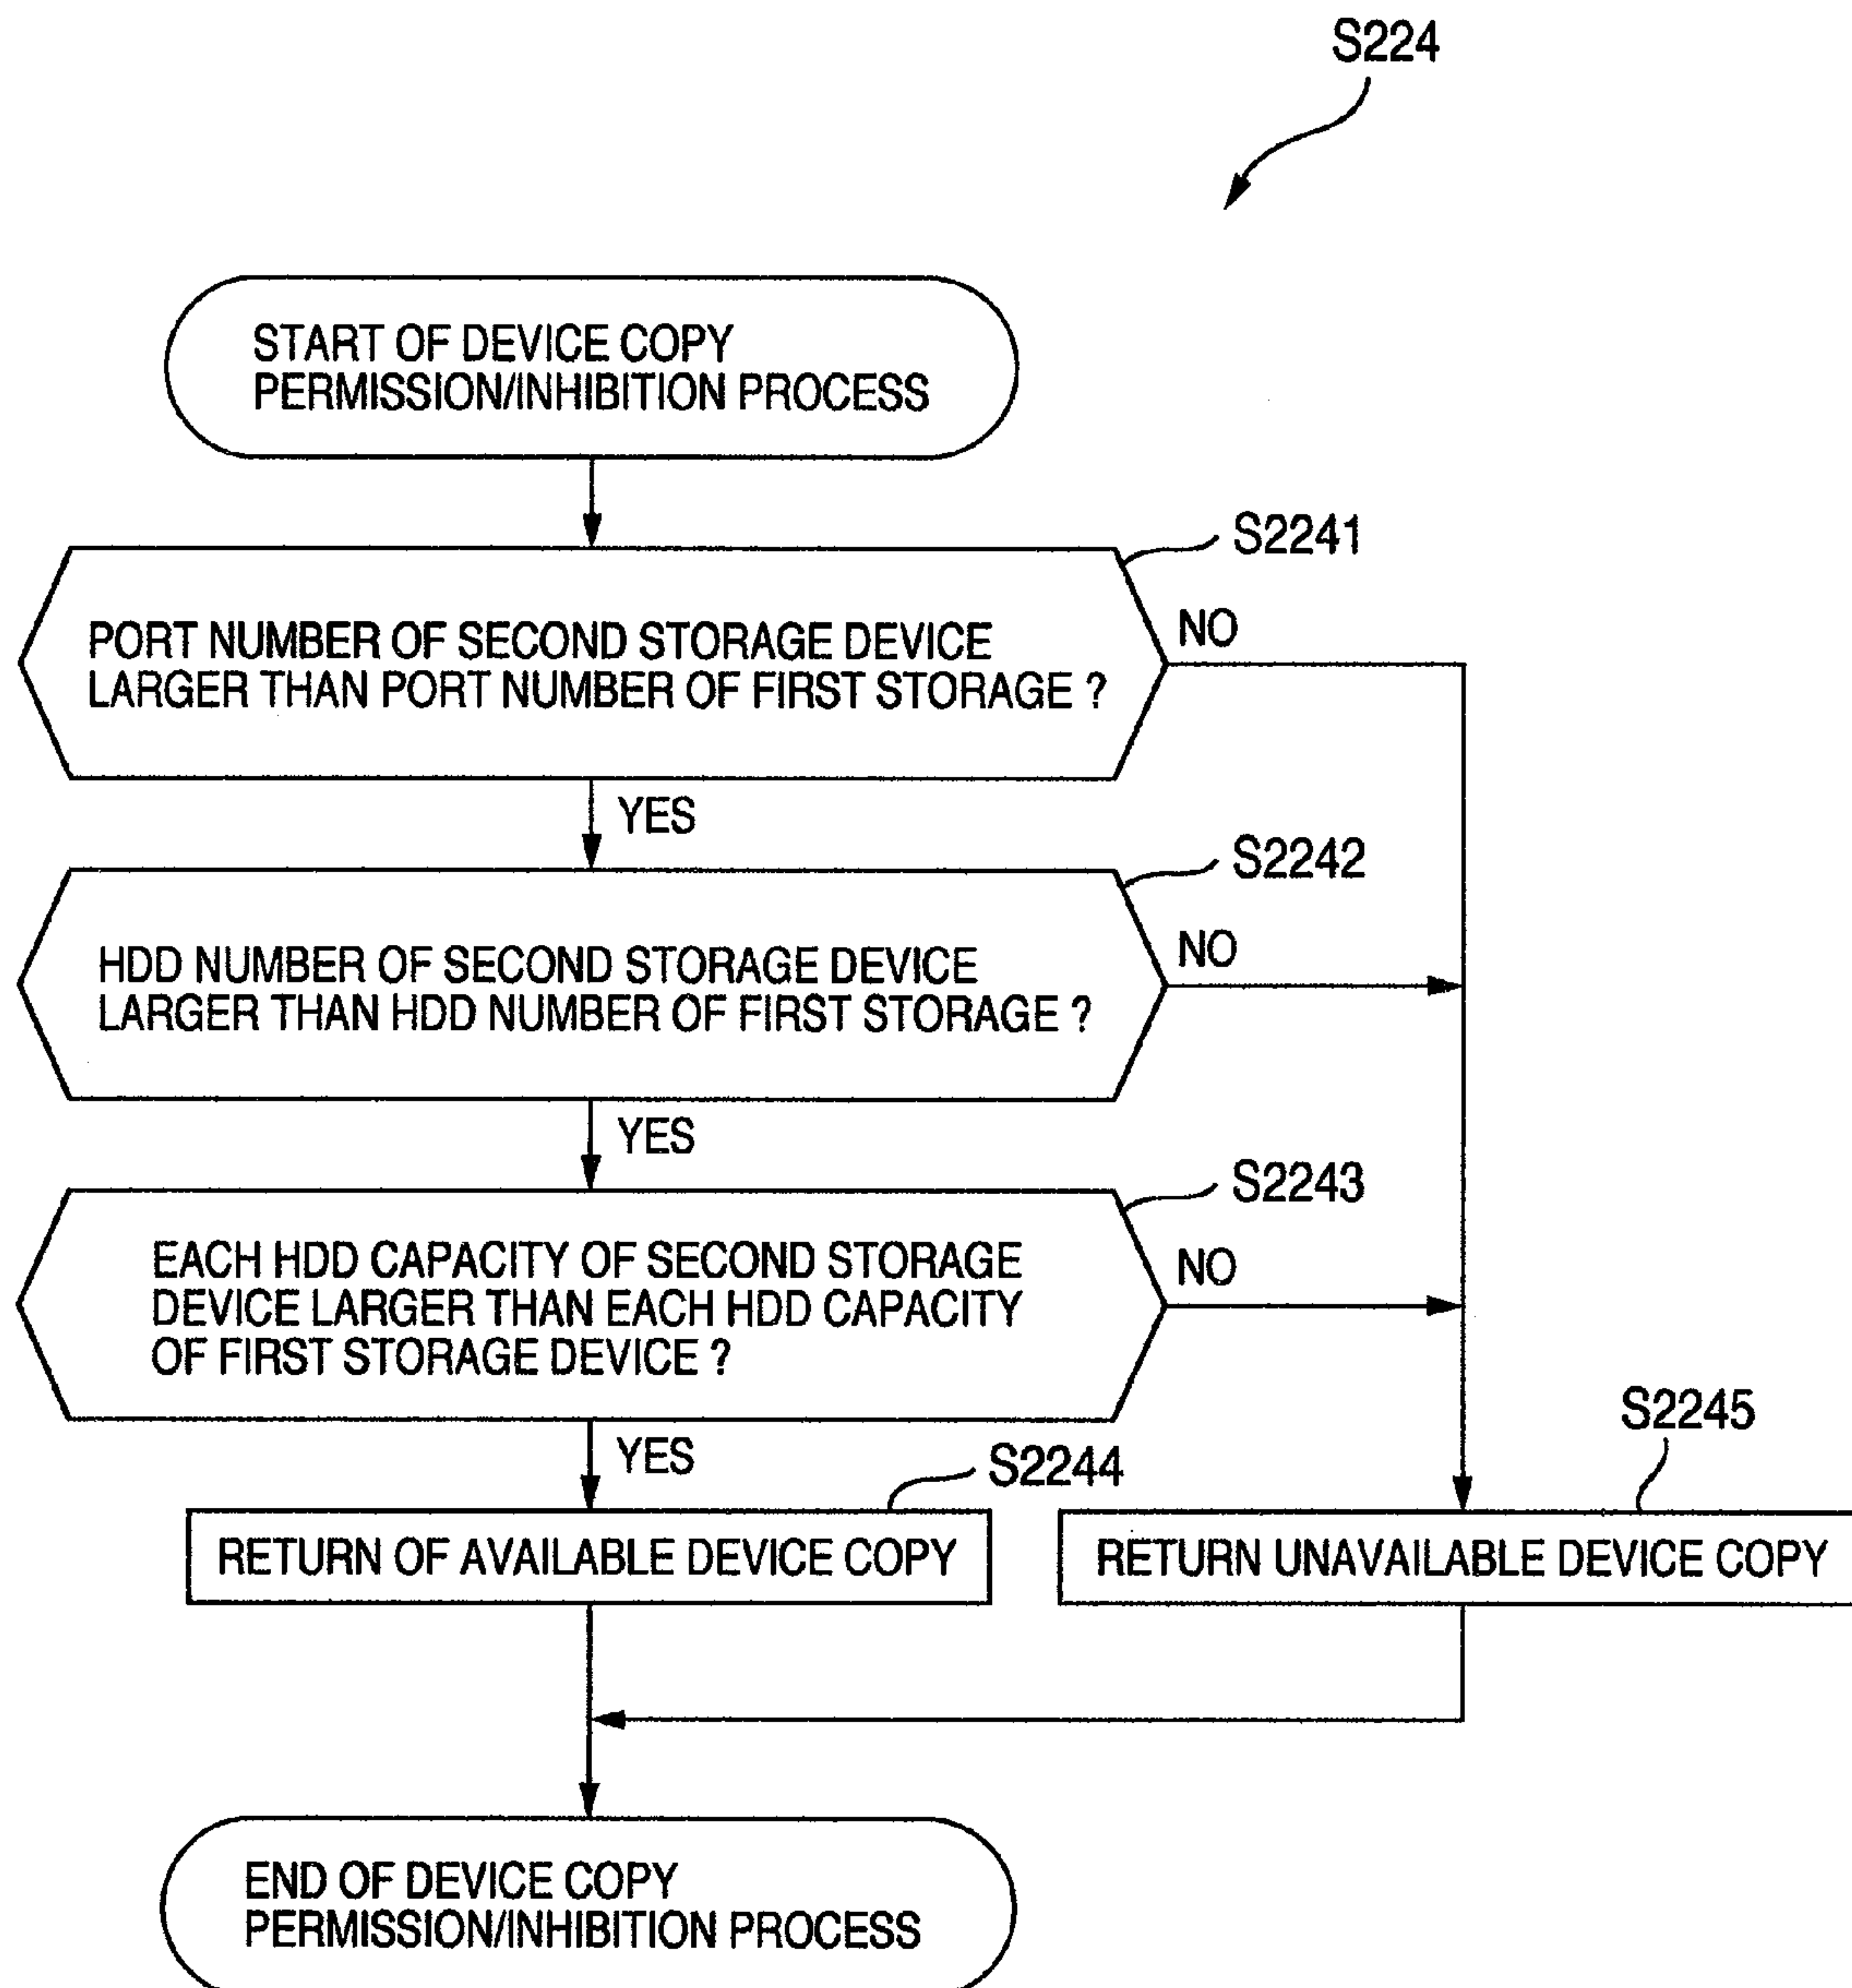 S224
START OF DEVICE COPY
PERMISSION/INHIBITION PROCESS
S2241
PORT NUMBER OF SECOND STORAGE DEVICE
LARGER THAN PORT NUMBER OF FIRST STORAGE ?
NO
YES
S2242
HDD NUMBER OF SECOND STORAGE DEVICE
LARGER THAN HDD NUMBER OF FIRST STORAGE ?
NO
YES
S2243
EACH HDD CAPACITY OF SECOND STORAGE
DEVICE LARGER THAN EACH HDD CAPACITY
OF FIRST STORAGE DEVICE ?
NO
YES
S2244
RETURN OF AVAILABLE DEVICE COPY
S2245
RETURN UNAVAILABLE DEVICE COPY
END OF DEVICE COPY
PERMISSION/INHIBITION PROCESS